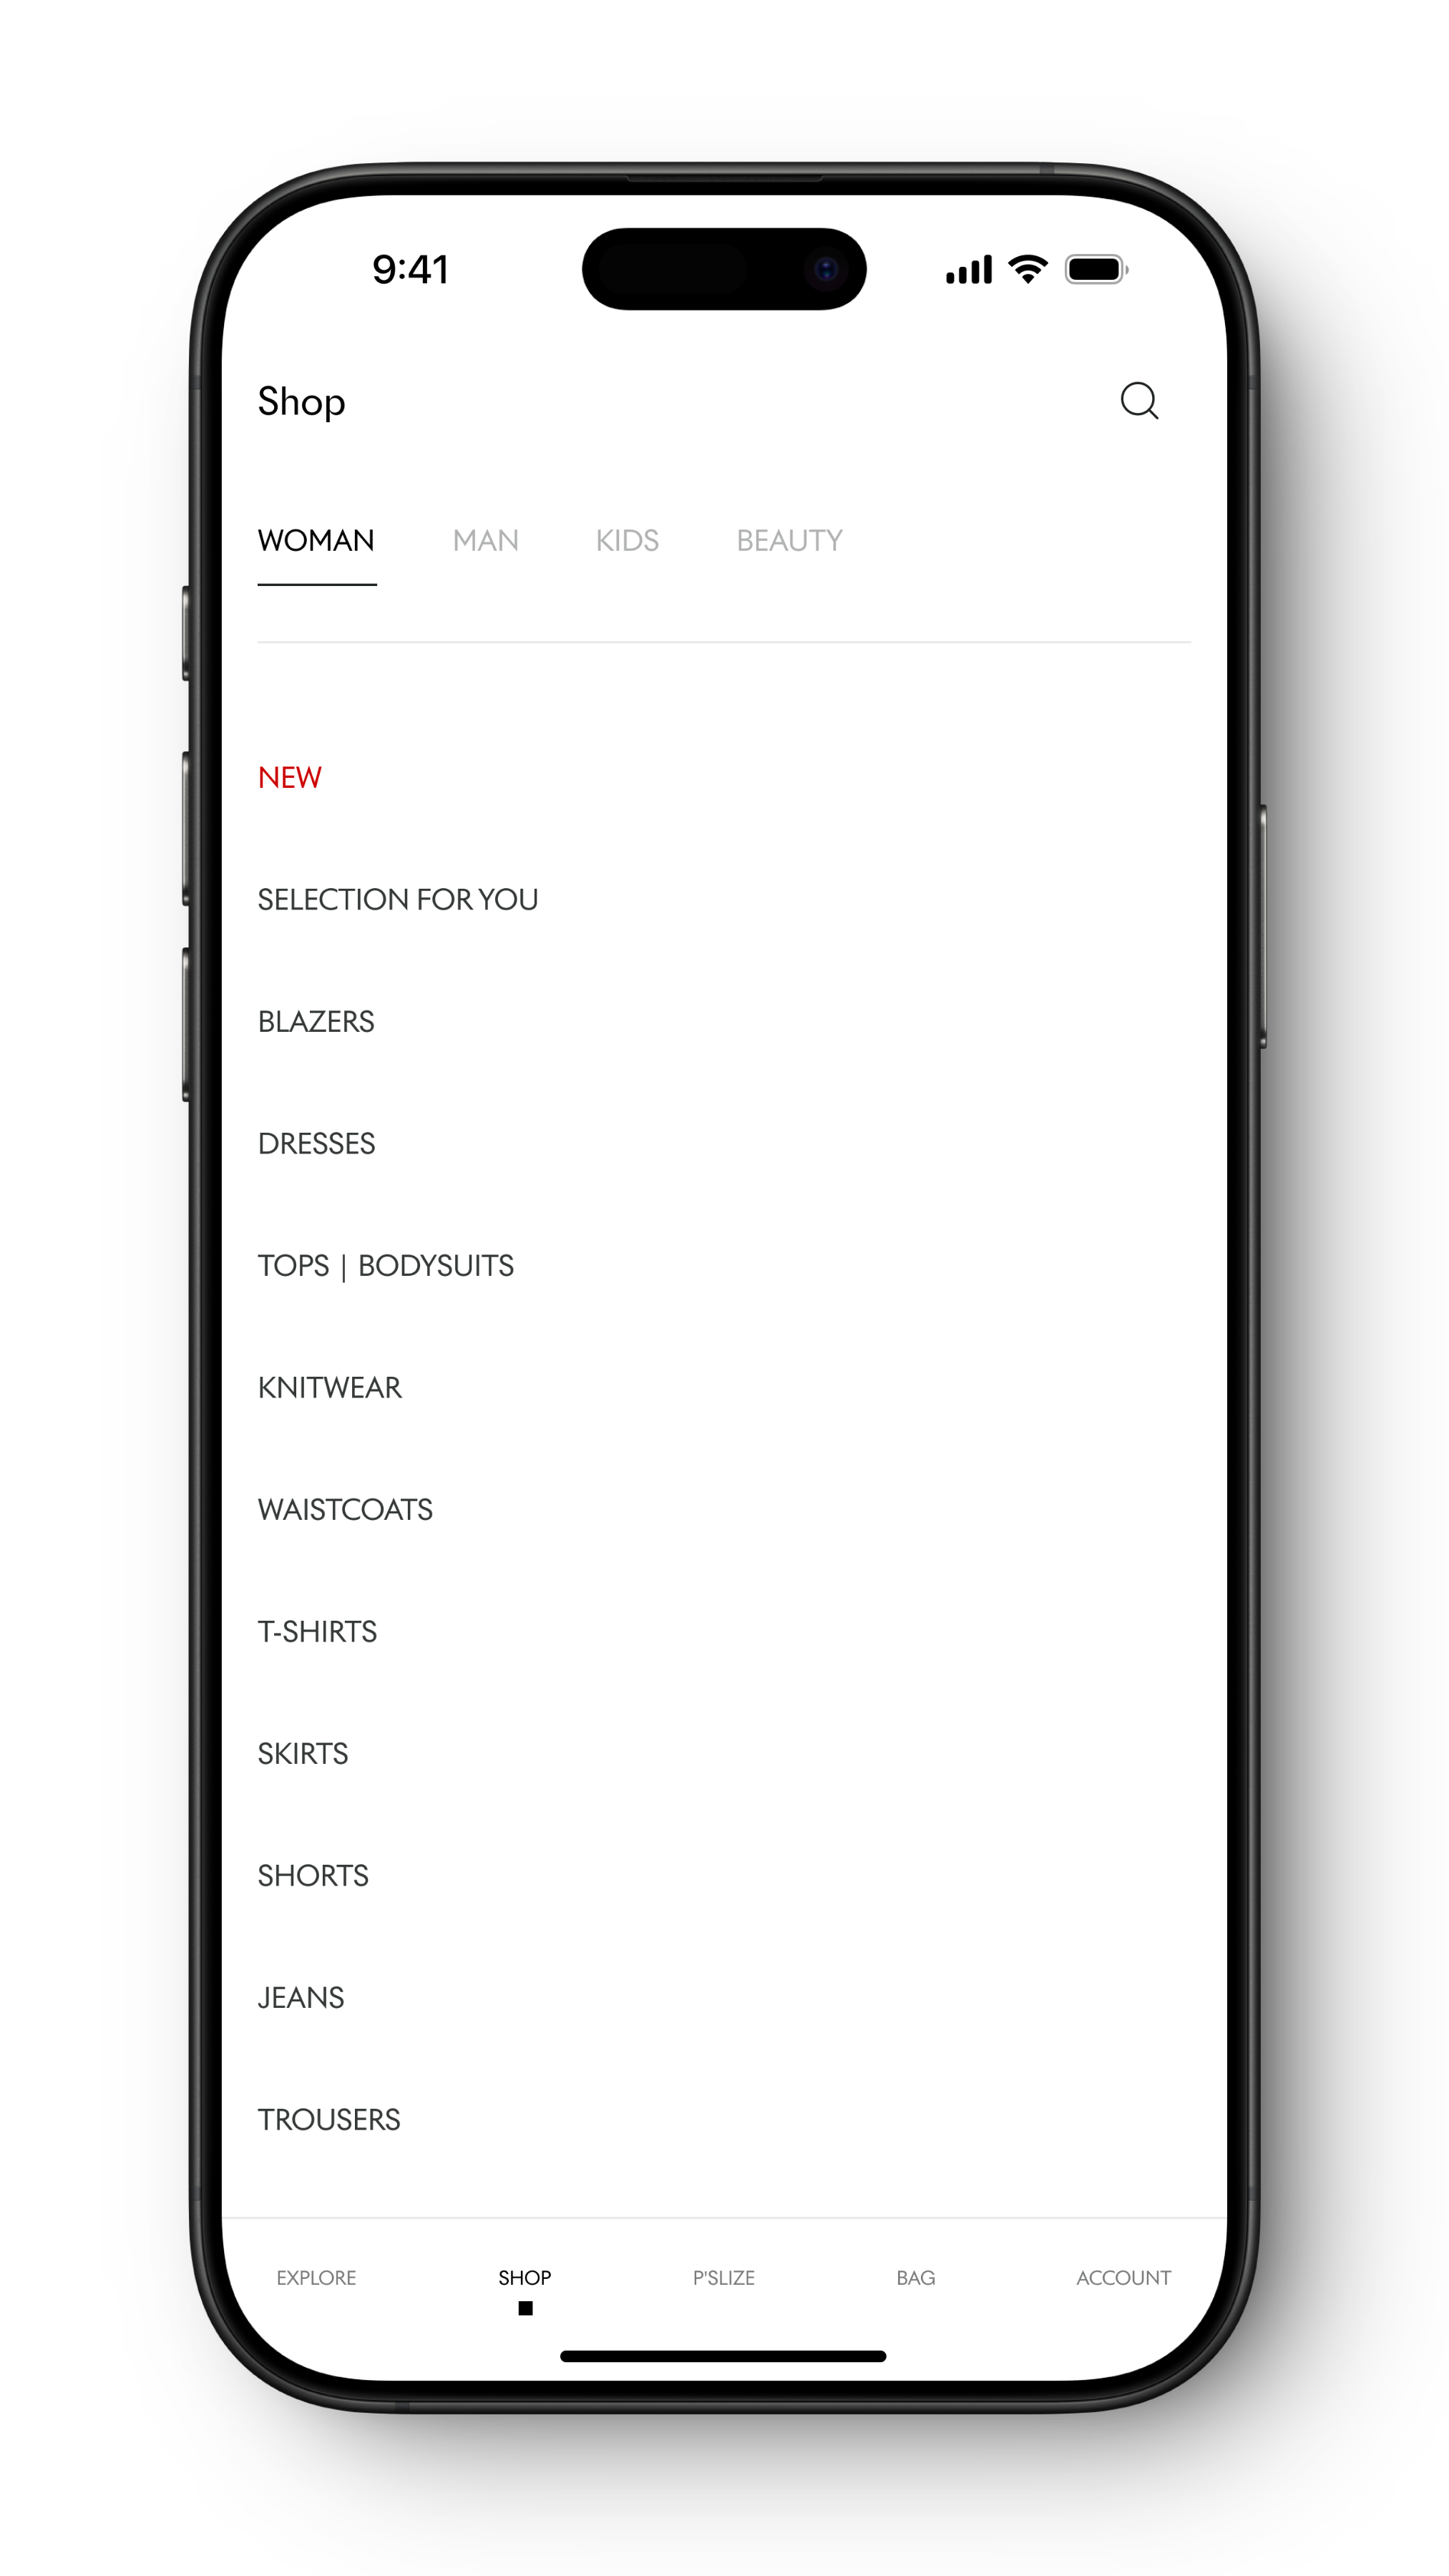 9:41
Shop
WOMAN MAN KIDS BEAUTY
NEW
SELECTION FOR YOU
BLAZERS
DRESSES
TOPS | BODYSUITS
KNITWEAR
WAISTCOATS
T-SHIRTS
SKIRTS
SHORTS
JEANS
TROUSERS
EXPLORE SHOP P'SLIZE BAG ACCOUNT